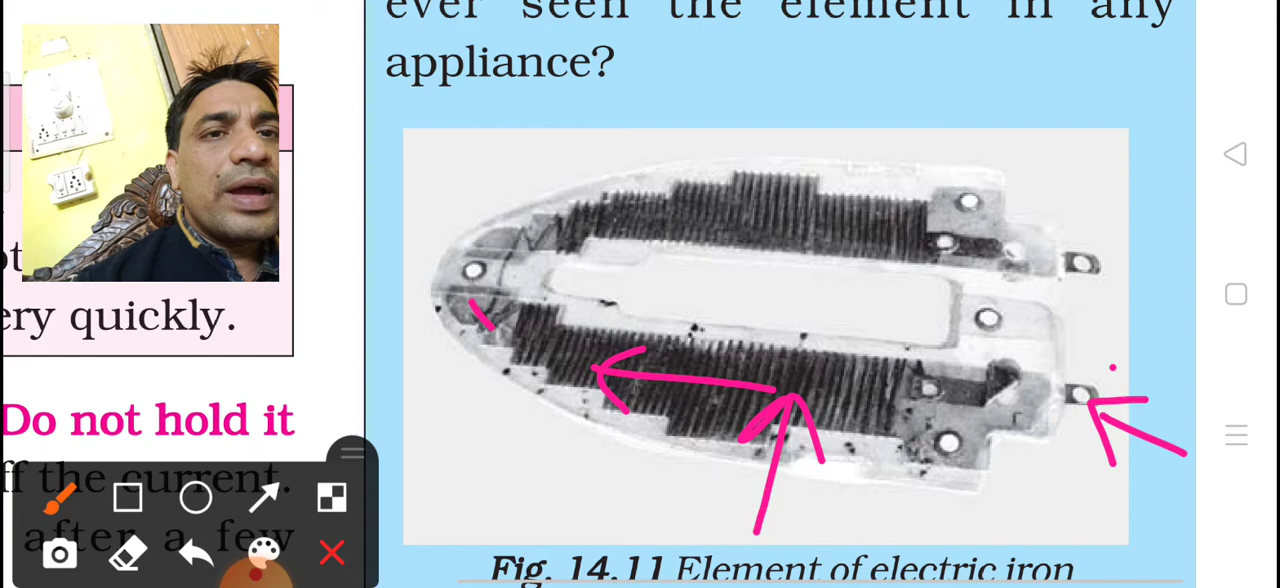 ever seen the element in any
appliance?
ot
ery quickly.
Do not hold it
ff the current.
after a few
Fig. 14.11 Element of electric iron